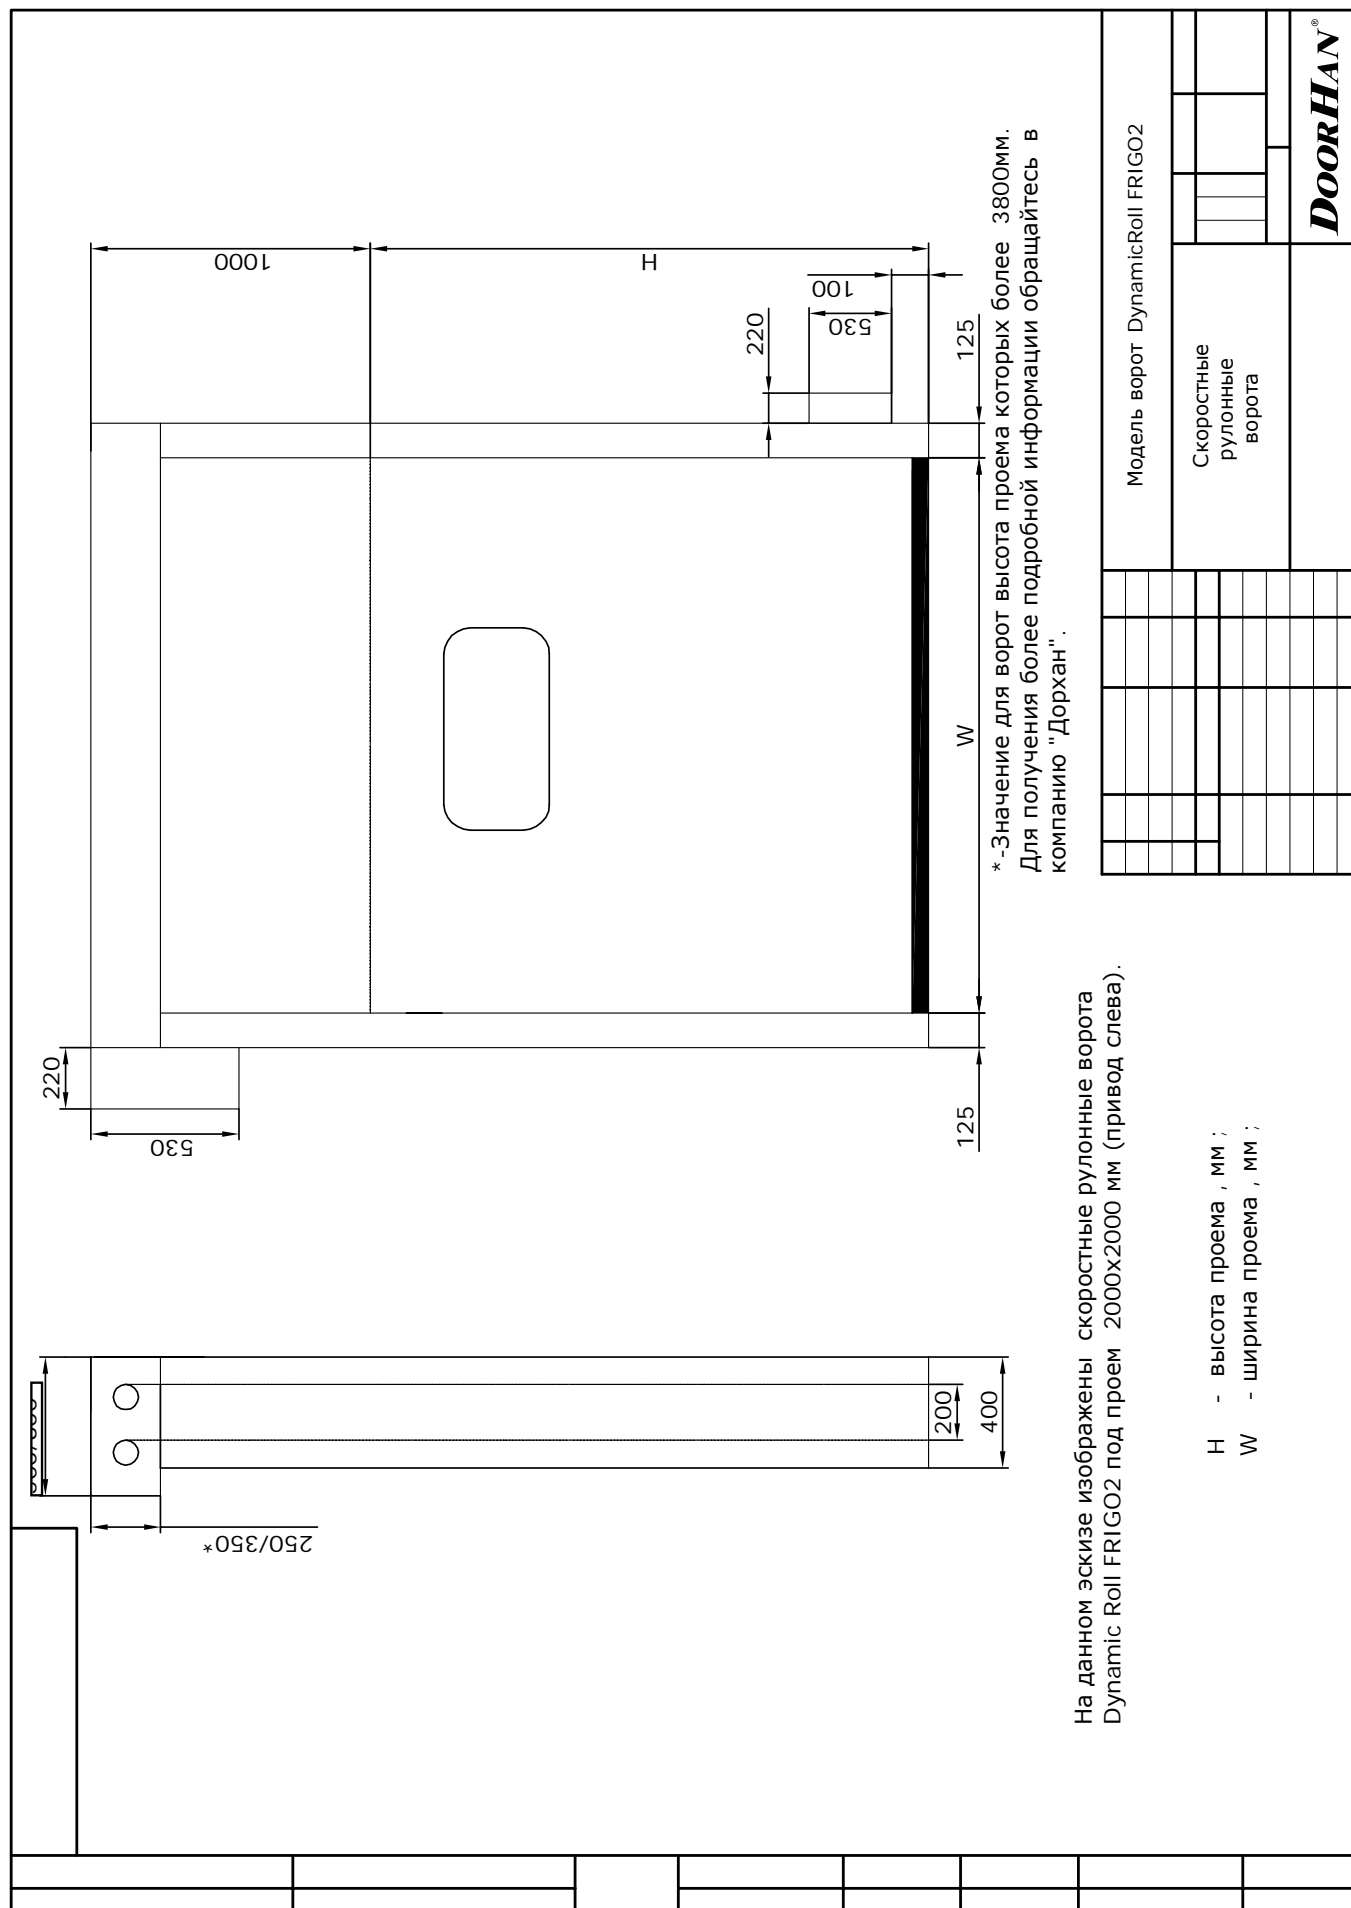 250/350*
220
530
1000
H
220
530
100
125
125
W
200
400
*-Значение для ворот высота проема которых более 3800мм.
Для получения более подробной информации обращайтесь в
компанию "Дорхан".
На данном эскизе изображены скоростные рулонные ворота
Dynamic Roll FRIGO2 под проем 2000x2000 мм (привод слева).
H - высота проема , мм ;
W - ширина проема , мм ;
Модель ворот DynamicRoll FRIGO2
Скоростные
рулонные
ворота
DOORHAN®